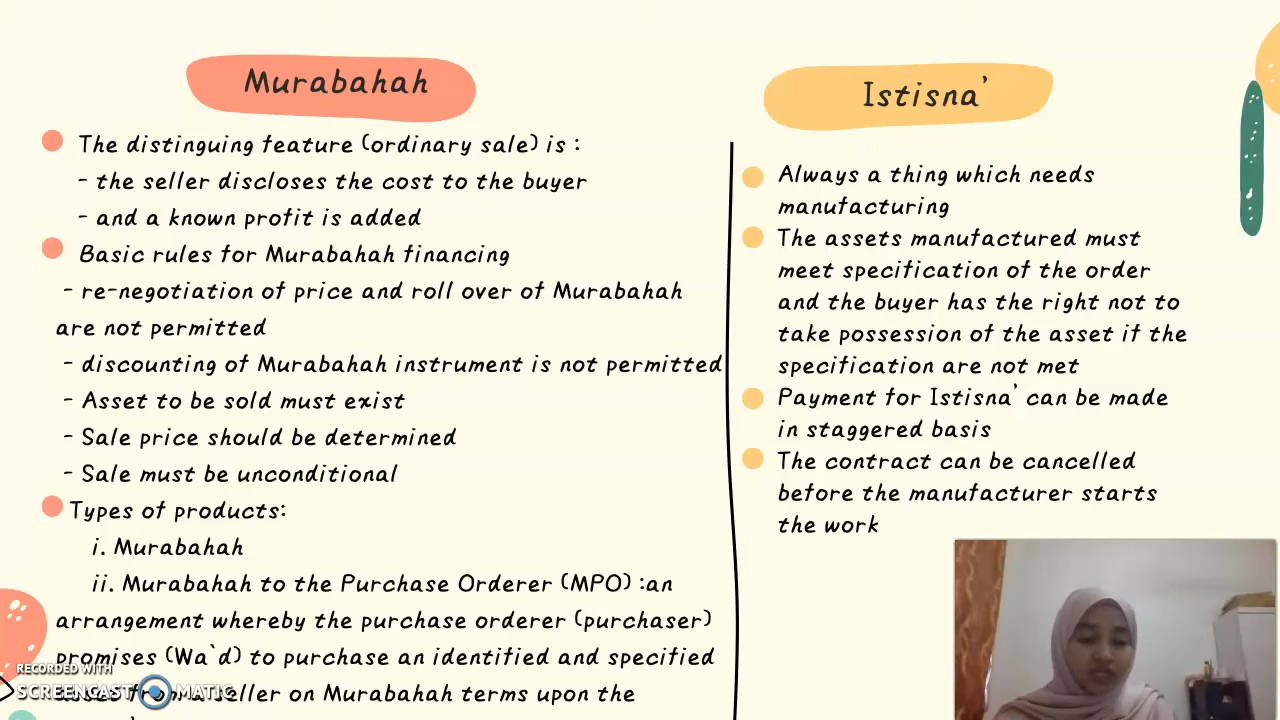 Murabahah
The distinguing feature (ordinary sale) is :
- the seller discloses the cost to the buyer
- and a known profit is added
Basic rules for Murabahah financing
- re-negotiation of price and roll over of Murabahah
are not permitted
- discounting of Murabahah instrument is not permitted
- Asset to be sold must exist
- Sale price should be determined
- Sale must be unconditional
Types of products:
i. Murabahah
ii. Murabahah to the Purchase Orderer (MPO) :an
arrangement whereby the purchase orderer (purchaser)
promises (Wa`d) to purchase an identified and specified
from a seller on Murabahah terms upon the
Istisna’
Always a thing which needs
manufacturing
The assets manufactured must
meet specification of the order
and the buyer has the right not to
take possession of the asset if the
specification are not met
Payment for Istisna’ can be made
in staggered basis
The contract can be cancelled
before the manufacturer starts
the work
RECORDED WITH
SCREENCAST MATIC